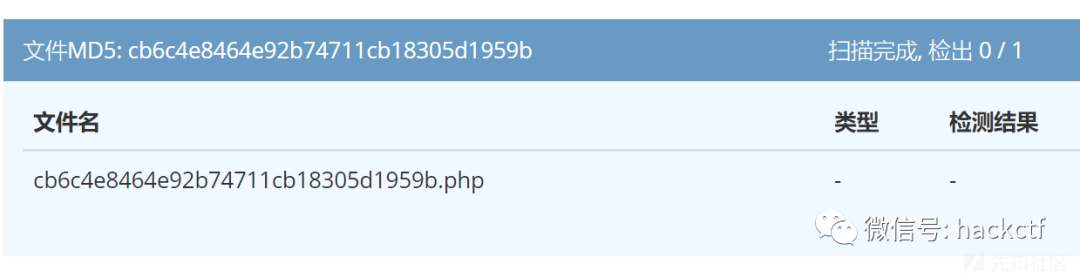 文件MD5: cb6c4e8464e92b74711cb18305d1959b 扫描完成, 检出 0 / 1
文件名 类型 检测结果
cb6c4e8464e92b74711cb18305d1959b.php - -
微信号: hackctf
先知社区